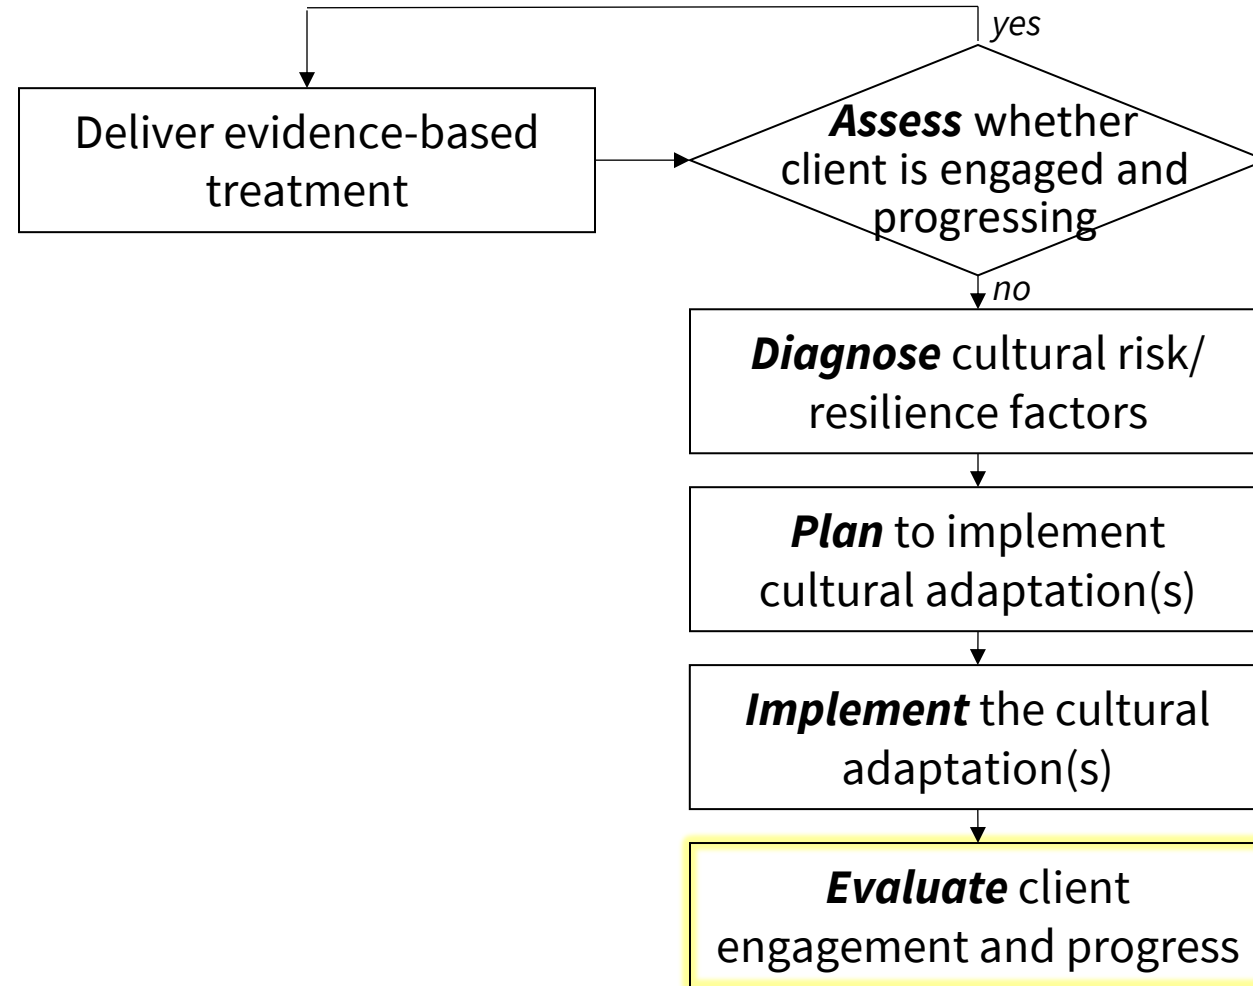 yes
Deliver evidence-based
treatment
Assess whether
client is engaged and
progressing
no
Diagnose cultural risk/
resilience factors
Plan to implement
cultural adaptation(s)
Implement the cultural
adaptation(s)
Evaluate client
engagement and progress